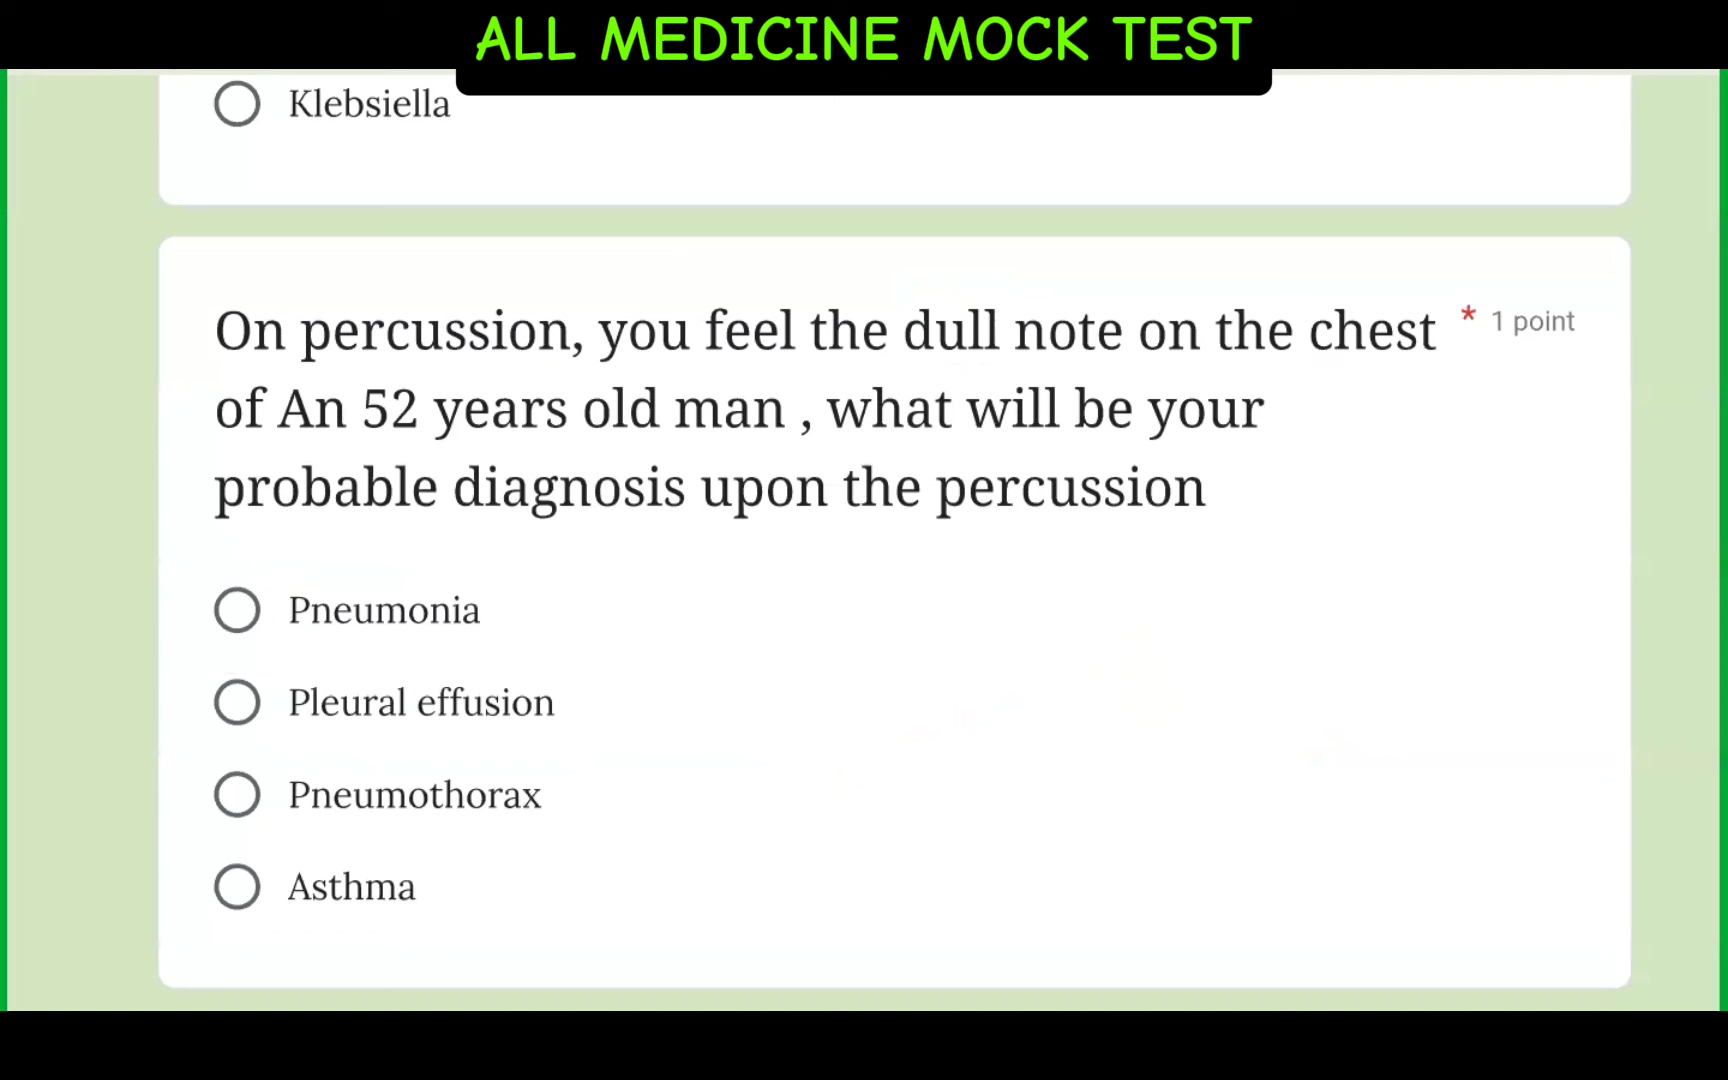 ALL MEDICINE MOCK TEST
Klebsiella
On percussion, you feel the dull note on the chest * 1 point
of An 52 years old man , what will be your
probable diagnosis upon the percussion
Pneumonia
Pleural effusion
Pneumothorax
Asthma